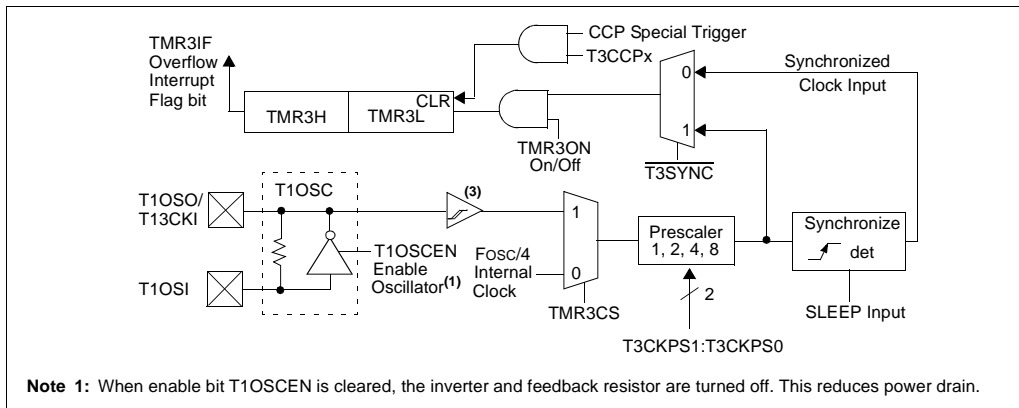 CCP Special Trigger
T3CCPx
TMR3IF
Overflow
Interrupt
Flag bit
Synchronized
Clock Input
0
1
CLR
TMR3H
TMR3L
TMR3ON
On/Off
T3SYNC
T1OSC
(3)
T1OSO/
T13CKI
T1OSI
T1OSCEN
Enable
Oscillator(1)
FOSC/4
Internal
Clock
1
0
TMR3CS
Prescaler
1, 2, 4, 8
2
T3CKPS1:T3CKPS0
Synchronize
det
SLEEP Input
Note 1: When enable bit T1OSCEN is cleared, the inverter and feedback resistor are turned off. This reduces power drain.